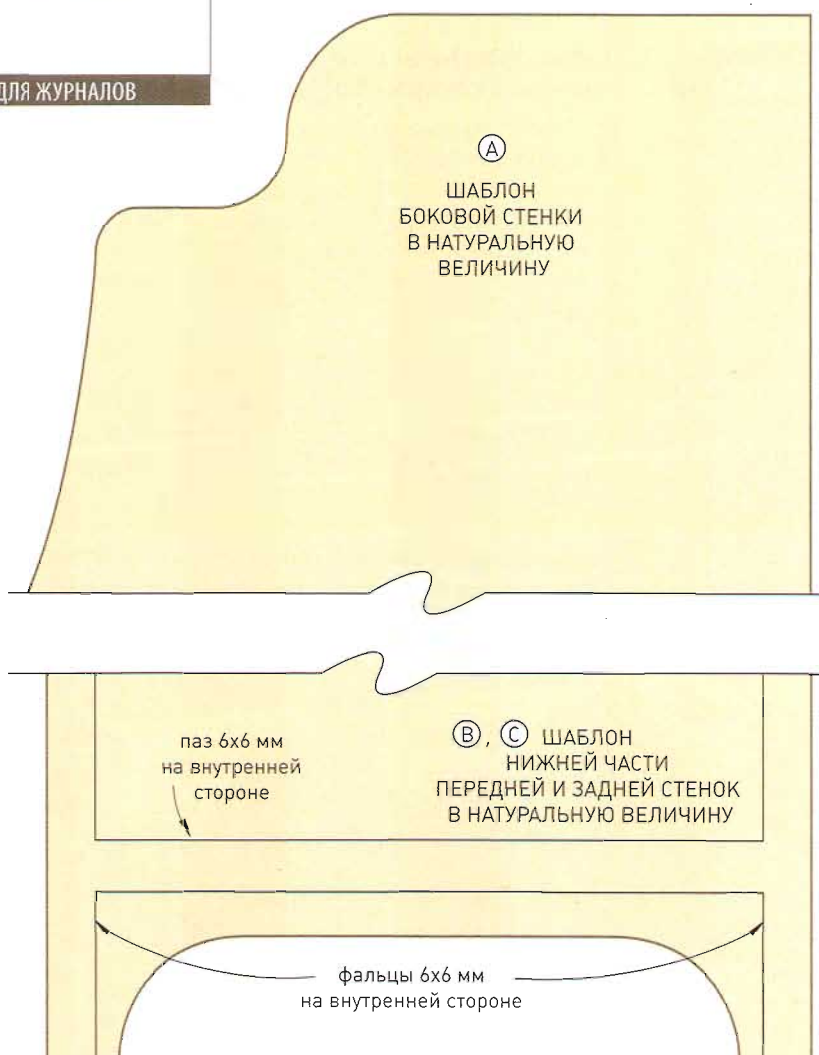 ДЛЯ ЖУРНАЛОВ
A
ШАБЛОН
БОКОВОЙ СТЕНКИ
В НАТУРАЛЬНУЮ
ВЕЛИЧИНУ
паз 6х6 мм
на внутренней
стороне
B, C ШАБЛОН
НИЖНЕЙ ЧАСТИ
ПЕРЕДНЕЙ И ЗАДНЕЙ СТЕНОК
В НАТУРАЛЬНУЮ ВЕЛИЧИНУ
фальцы 6х6 мм
на внутренней стороне